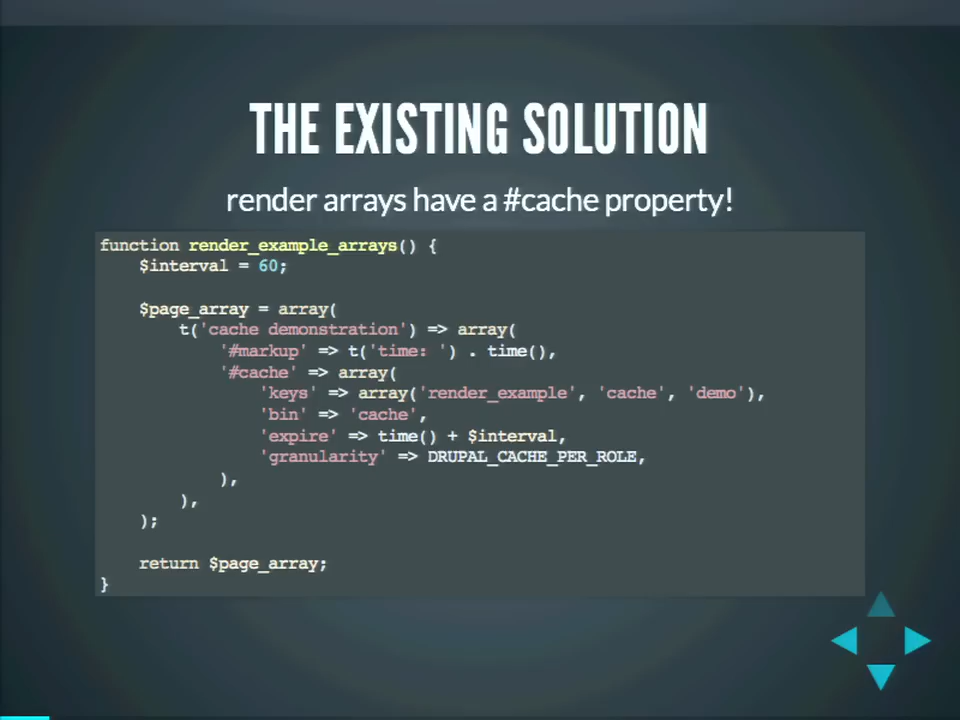 THE EXISTING SOLUTION
render arrays have a #cache property!
function render_example_arrays() {
    $interval = 60;

    $page_array = array(
        t('cache demonstration') => array(
            '#markup' => t('time: ') . time(),
            '#cache' => array(
                'keys' => array('render_example', 'cache', 'demo'),
                'bin' => 'cache',
                'expire' => time() + $interval,
                'granularity' => DRUPAL_CACHE_PER_ROLE,
            ),
        ),
    );

    return $page_array;
}